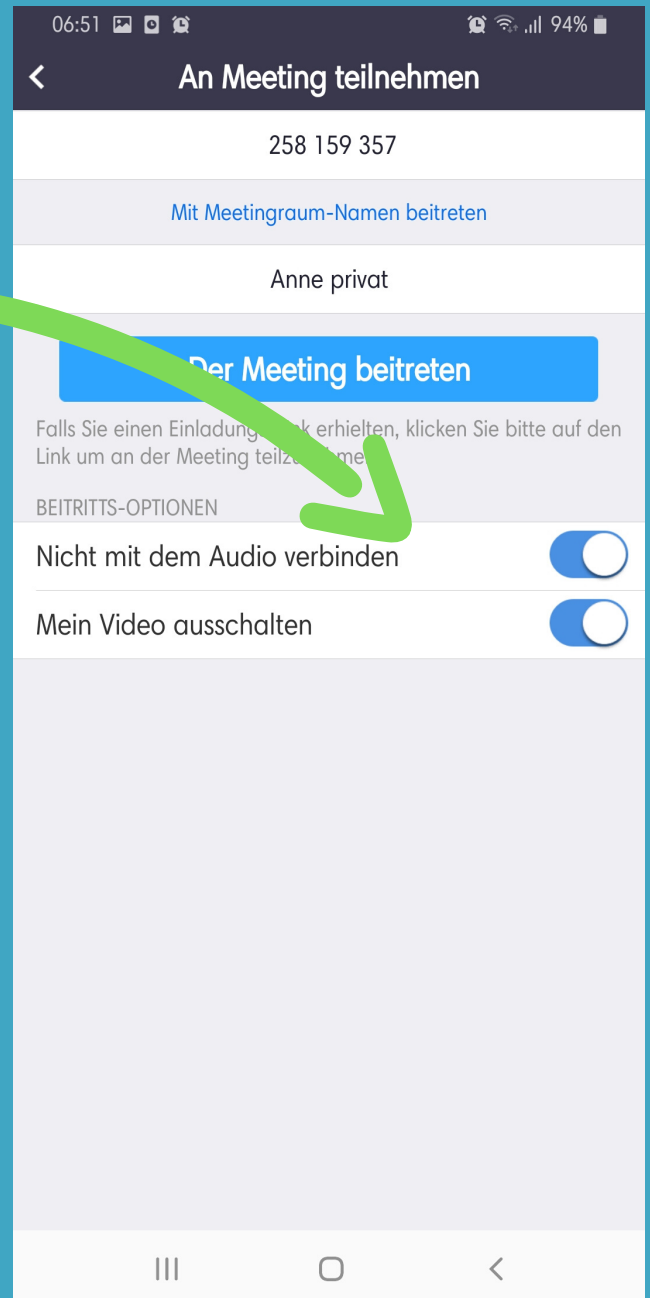 06:51 94%
An Meeting teilnehmen
258 159 357
Mit Meetingraum-Namen beitreten
Anne privat
Der Meeting beitreten
Falls Sie einen erhielten, klicken Sie bitte auf den
Link um an der Meeting
BEITRITTS-OPTIONEN
Nicht mit dem Audio verbinden
Mein Video ausschalten